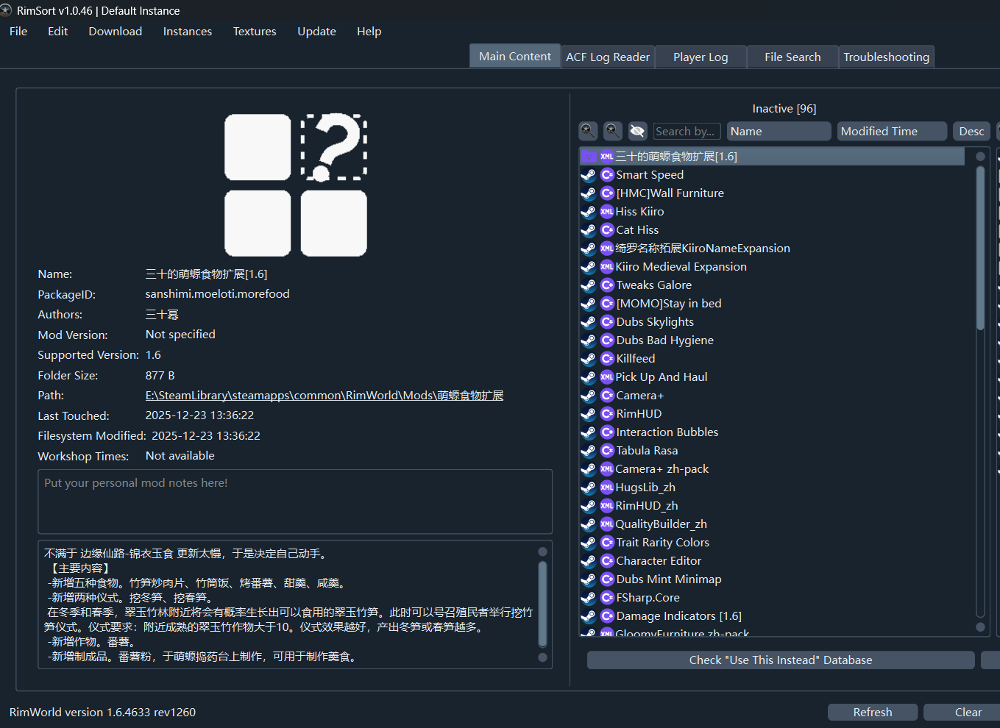 RimSort v1.0.46 | Default Instance
File Edit Download Instances Textures Update Help
Main Content ACF Log Reader Player Log File Search Troubleshooting
Name: 三十的萌螈食物扩展[1.6]
PackageID: sanshimi.moeloti.morefood
Authors: 三十幂
Mod Version: Not specified
Supported Version: 1.6
Folder Size: 877 B
Path: E:\SteamLibrary\steamapps\common\RimWorld\Mods\萌螈食物扩展
Last Touched: 2025-12-23 13:36:22
Filesystem Modified: 2025-12-23 13:36:22
Workshop Times: Not available
Put your personal mod notes here!
不满于 边缘仙路-锦衣玉食 更新太慢，于是决定自己动手。
【主要内容】
-新增五种食物。竹笋炒肉片、竹筒饭、烤番薯、甜羹、咸羹。
-新增两种仪式。挖冬笋、挖春笋。
在冬季和春季，翠玉竹林附近将会有概率生长出可以食用的翠玉竹笋。此时可以号召殖民者举行挖竹
笋仪式。仪式要求：附近成熟的翠玉竹作物大于10。仪式效果越好，产出冬笋或春笋越多。
-新增作物。番薯。
-新增制成品。番薯粉，于萌螈捣药台上制作，可用于制作羹食。
Inactive [96]
Search by... Name Modified Time Desc
XML 三十的萌螈食物扩展[1.6]
C# Smart Speed
C# [HMC]Wall Furniture
XML Hiss Kiiro
C# Cat Hiss
XML 绮罗名称拓展KiiroNameExpansion
XML Kiiro Medieval Expansion
C# Tweaks Galore
C# [MOMO]Stay in bed
C# Dubs Skylights
C# Dubs Bad Hygiene
C# Killfeed
XML Pick Up And Haul
C# Camera+
C# RimHUD
C# Interaction Bubbles
C# Tabula Rasa
XML Camera+ zh-pack
XML HugsLib_zh
XML RimHUD_zh
XML QualityBuilder_zh
C# Trait Rarity Colors
C# Character Editor
C# Dubs Mint Minimap
C# FSharp.Core
C# Damage Indicators [1.6]
XML GloomyFurniture zh-pack
Check "Use This Instead" Database
RimWorld version 1.6.4633 rev1260
Refresh Clear